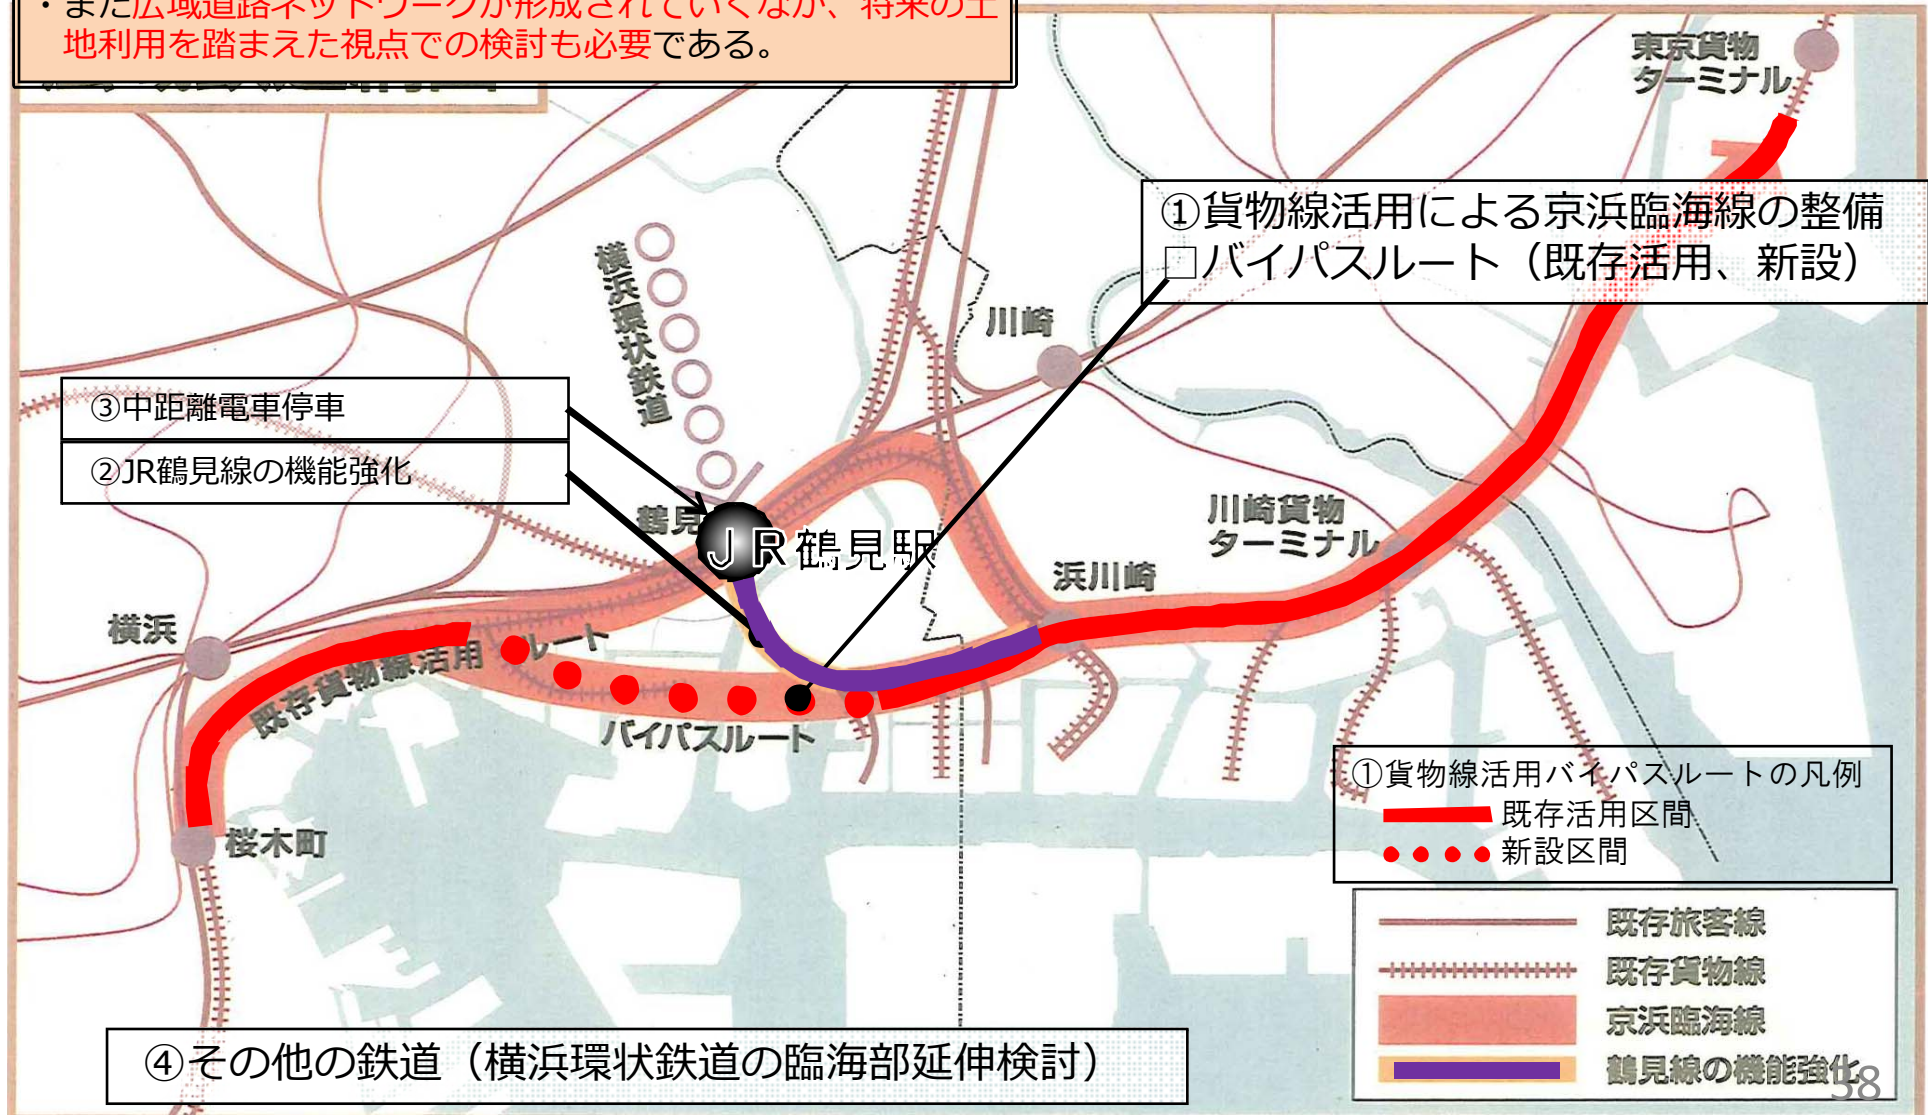 ・また広域道路ネットワークが形成されていくなか、将来の土
地利用を踏まえた視点での検討も必要である。
東京貨物
ターミナル
①貨物線活用による京浜臨海線の整備
□バイパスルート（既存活用、新設）
横浜環状鉄道
川崎
③中距離電車停車
②JR鶴見線の機能強化
鶴見
ＪＲ鶴見駅
川崎貨物
ターミナル
浜川崎
横浜
既存貨物線活用 ルート
バイパスルート
桜木町
①貨物線活用バイパスルートの凡例
既存活用区間
新設区間
既存旅客線
既存貨物線
京浜臨海線
鶴見線の機能強化
④その他の鉄道（横浜環状鉄道の臨海部延伸検討）
38